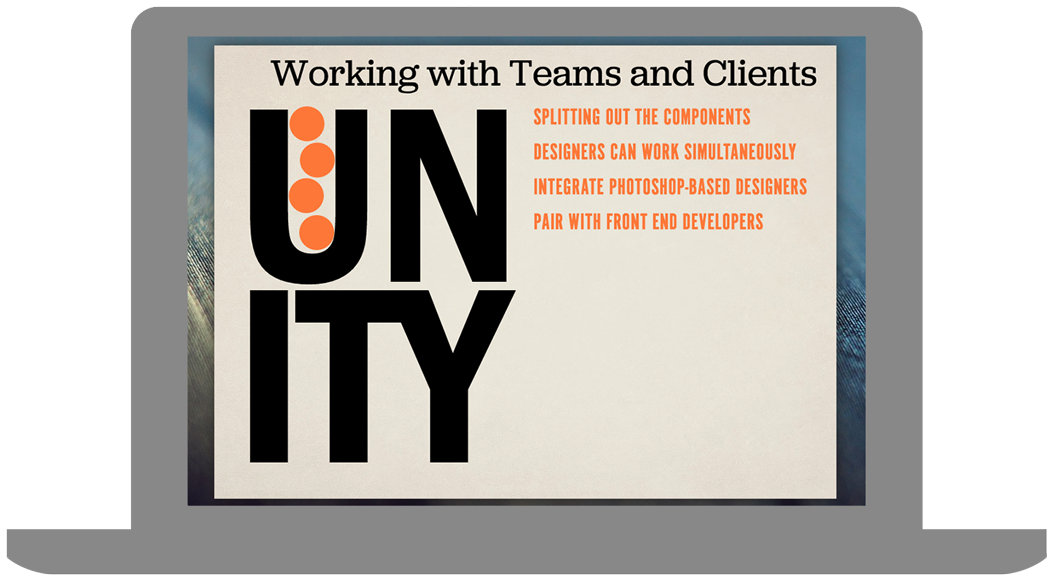 Working with Teams and Clients
UN
ITY
SPLITTING OUT THE COMPONENTS
DESIGNERS CAN WORK SIMULTANEOUSLY
INTEGRATE PHOTOSHOP-BASED DESIGNERS
PAIR WITH FRONT END DEVELOPERS